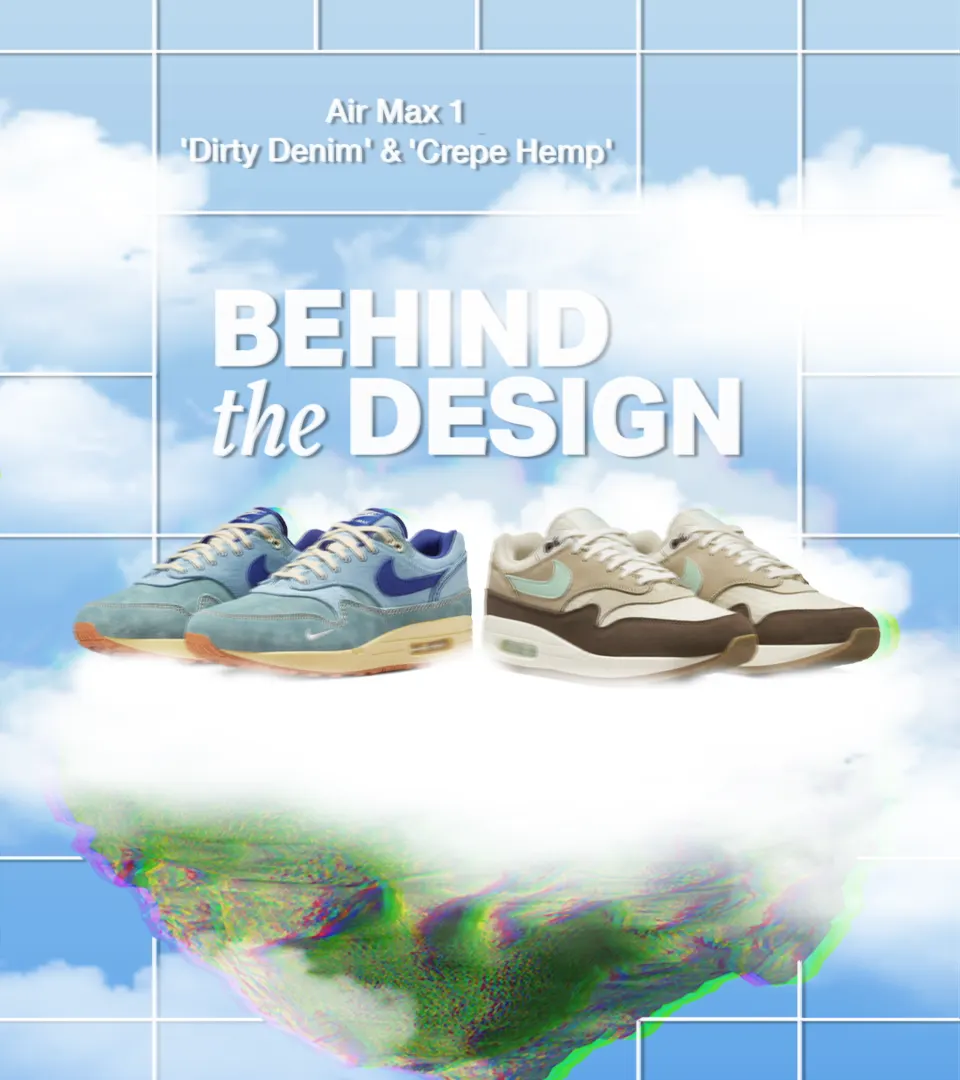 Air Max 1
'Dirty Denim' & 'Crepe Hemp'
BEHIND
the DESIGN